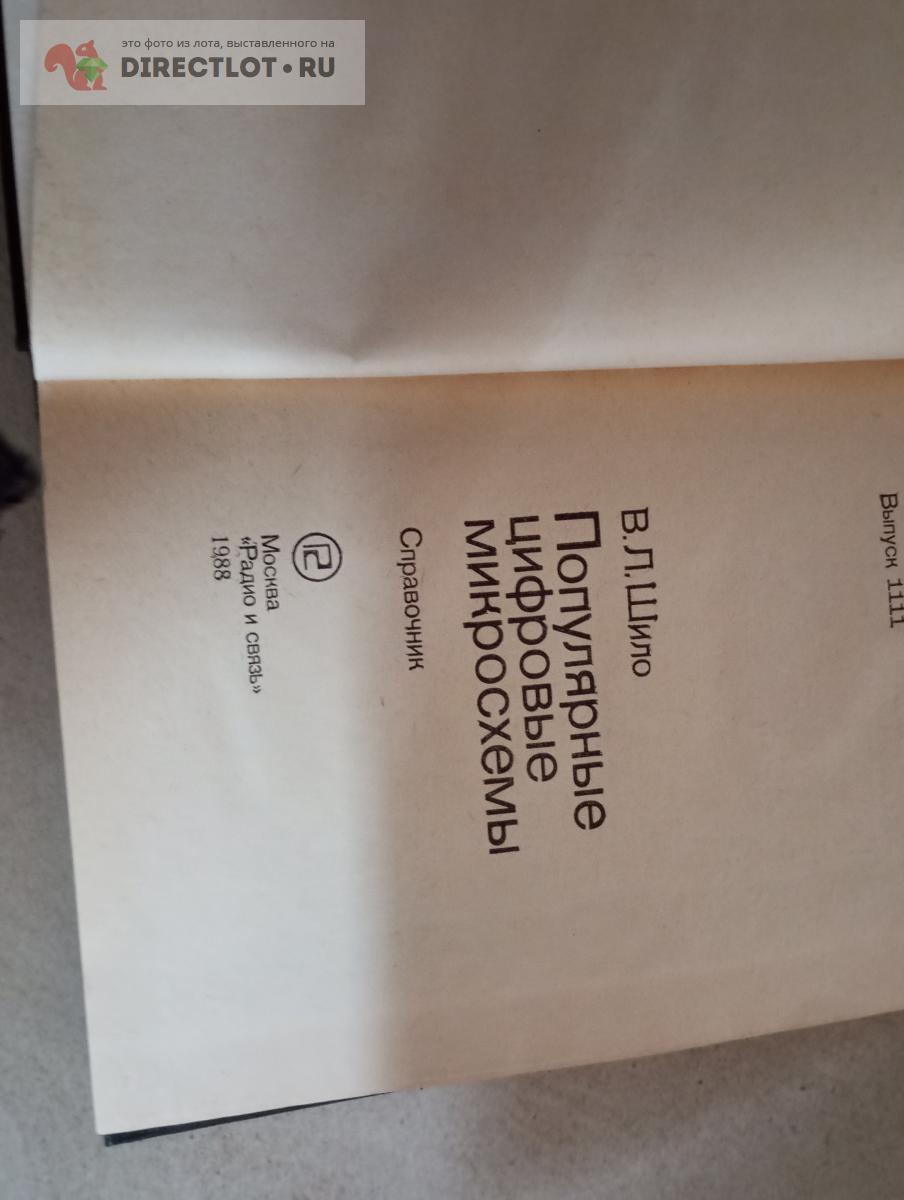 это фото из лота, выставленного на
DIRECTLOT•RU
Выпуск 1111
В.Л.Шило
Популярные
цифровые
микросхемы
Справочник
Москва
«Радио и связь»
1988